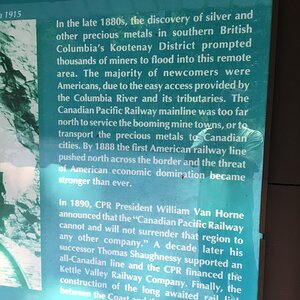 1915
In the late 1880s, the discovery of silver and
other precious metals in southern British
Columbia's Kootenay District prompted
thousands of miners to flood into this remote
area. The majority of newcomers were
Americans, due to the easy access provided by
the Columbia River and its tributaries. The
Canadian Pacific Railway mainline was too far
north to service the booming mine towns, or to
transport the precious metals to Canadian
cities. By 1888 the first American railway line
pushed north across the border and the threat
of American economic domination became
stronger than ever.
In 1890, CPR President William Van Horne
announced that the "Canadian Pacific Railway
cannot and will not surrender that region to
any other company." A decade later his
successor Thomas Shaughnessy supported an
all-Canadian line and the CPR financed the
Kettle Valley Railway Company. Finally, the
construction of the long awaited rail line
between the Coast and